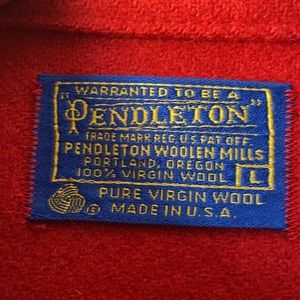 "WARRANTED TO BE A
PENDLETON"
TRADE MARK REG. U.S. PAT. OFF.
PENDLETON WOOLEN MILLS
PORTLAND, OREGON
100% VIRGIN WOOL L
PURE VIRGIN WOOL
® MADE IN U.S.A.